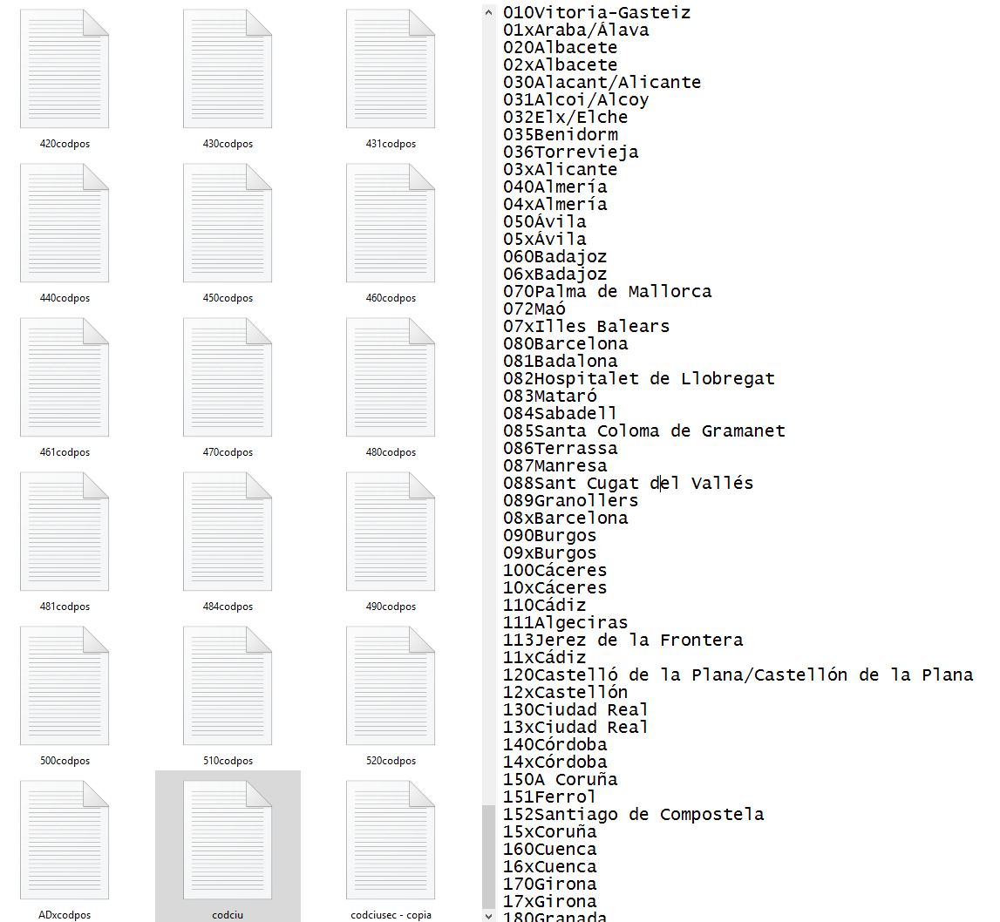 420codpos
430codpos
431codpos
440codpos
450codpos
460codpos
461codpos
470codpos
480codpos
481codpos
484codpos
490codpos
500codpos
510codpos
520codpos
ADxcodpos
codciu
codciusec - copia
010Vitoria-Gasteiz
01xAraba/Álava
020Albacete
02xAlbacete
030Alacant/Alicante
031Alcoi/Alcoy
032Elx/Elche
035Benidorm
036Torrevieja
03xAlicante
040Almería
04xAlmería
050Ávila
05xÁvila
060Badajoz
06xBadajoz
070Palma de Mallorca
072Maó
07xIlles Balears
080Barcelona
081Badalona
082Hospitalet de Llobregat
083Mataró
084Sabadell
085Santa Coloma de Gramanet
086Terrassa
087Manresa
088Sant Cugat del Vallés
089Granollers
08xBarcelona
090Burgos
09xBurgos
100Cáceres
10xCáceres
110Cádiz
111Algeciras
113Jerez de la Frontera
11xCádiz
120Castelló de la Plana/Castellón de la Plana
12xCastellón
130Ciudad Real
13xCiudad Real
140Córdoba
14xCórdoba
150A Coruña
151Ferrol
152Santiago de Compostela
15xCoruña
160Cuenca
16xCuenca
170Girona
17xGirona
180Granada